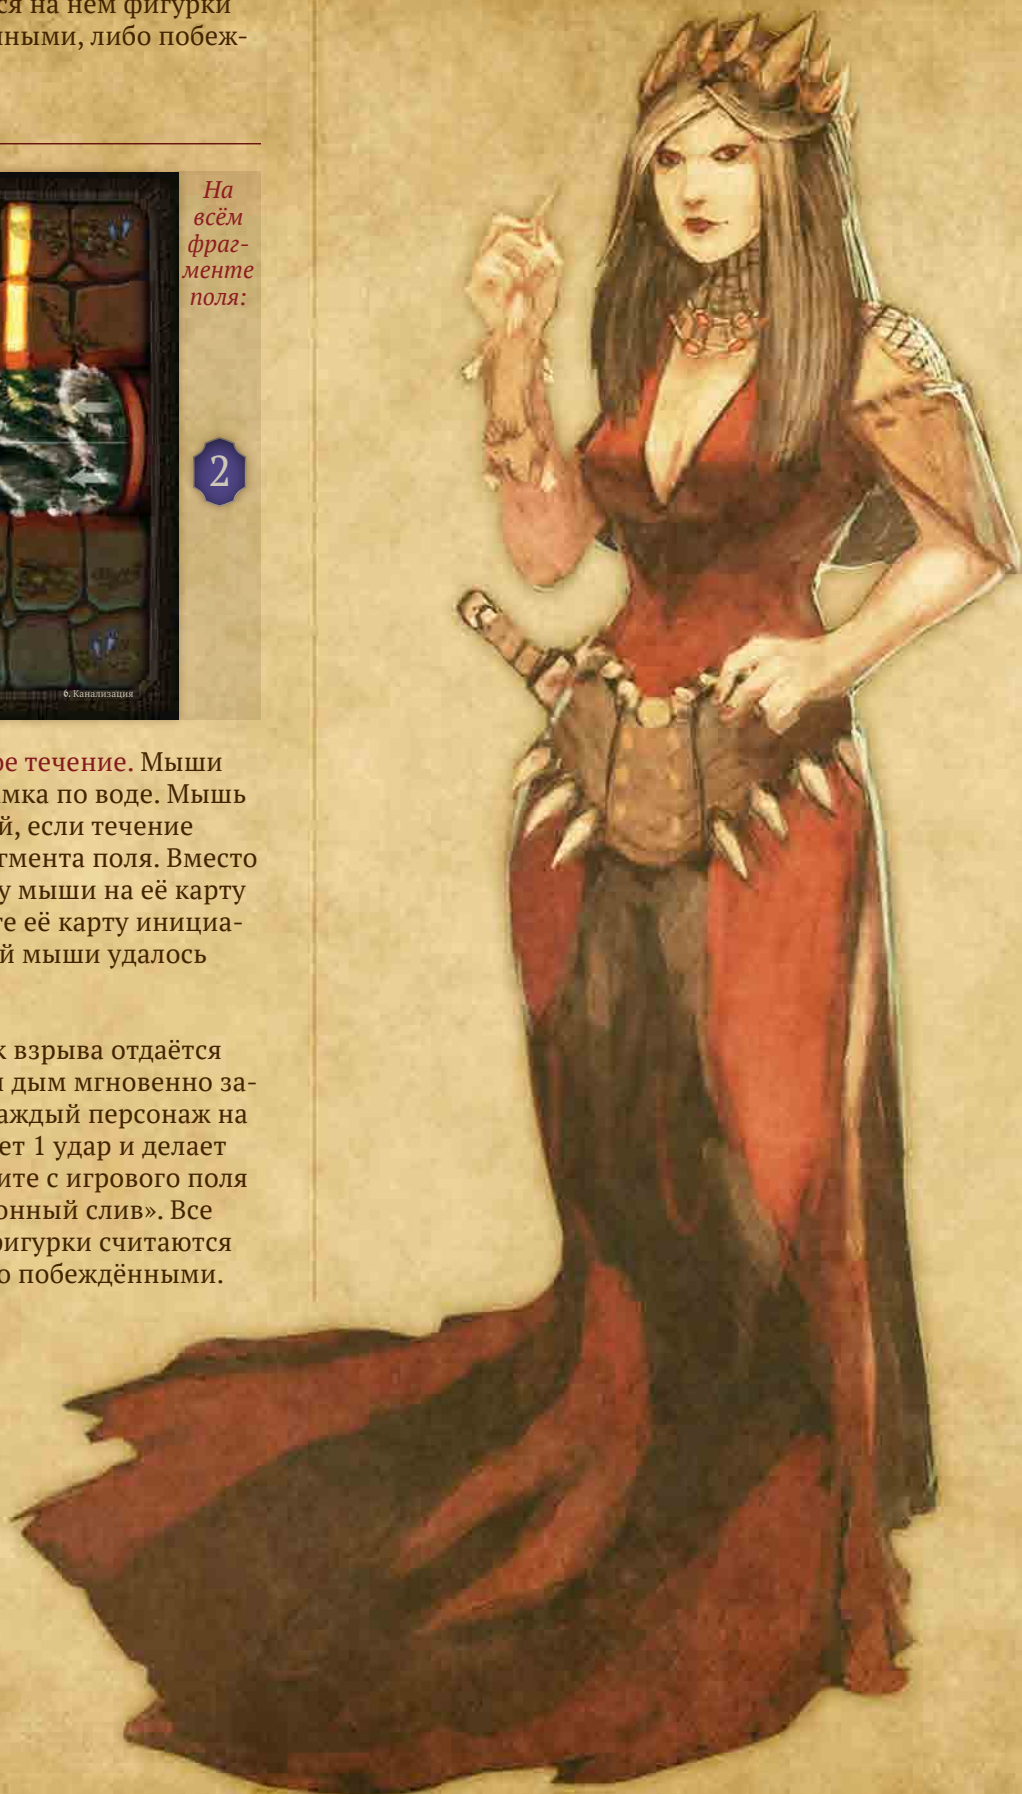 ся на нём фигурки
нными, либо побеж-
На
всём
фраг-
менте
поля:
2
6. Канализация
ое течение. Мыши
мка по воде. Мышь
й, если течение
гмента поля. Вместо
у мыши на её карту
те её карту инициа-
й мыши удалось
к взрыва отдаётся
и дым мгновенно за-
аждый персонаж на
ет 1 удар и делает
ите с игрового поля
онный слив». Все
фигурки считаются
о побеждёнными.